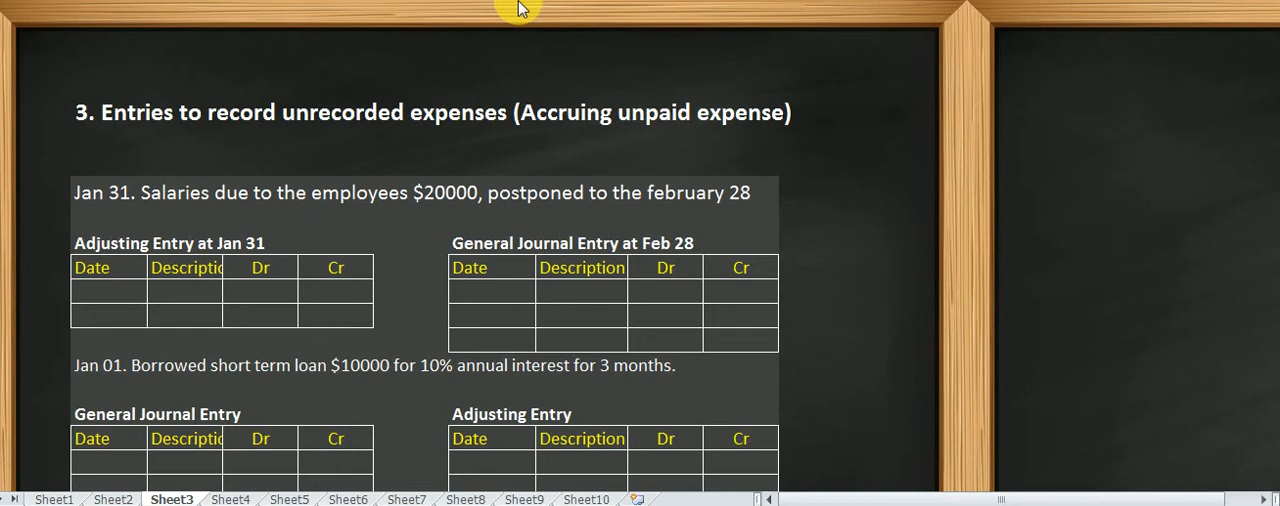 3. Entries to record unrecorded expenses (Accruing unpaid expense)
Jan 31. Salaries due to the employees $20000, postponed to the february 28
Adjusting Entry at Jan 31
General Journal Entry at Feb 28
Date Descriptic Dr Cr
Date Description Dr Cr
Jan 01. Borrowed short term loan $10000 for 10% annual interest for 3 months.
General Journal Entry
Adjusting Entry
Date Descriptic Dr Cr
Date Description Dr Cr
Sheet1 Sheet2 Sheet3 Sheet4 Sheet5 Sheet6 Sheet7 Sheet8 Sheet9 Sheet10